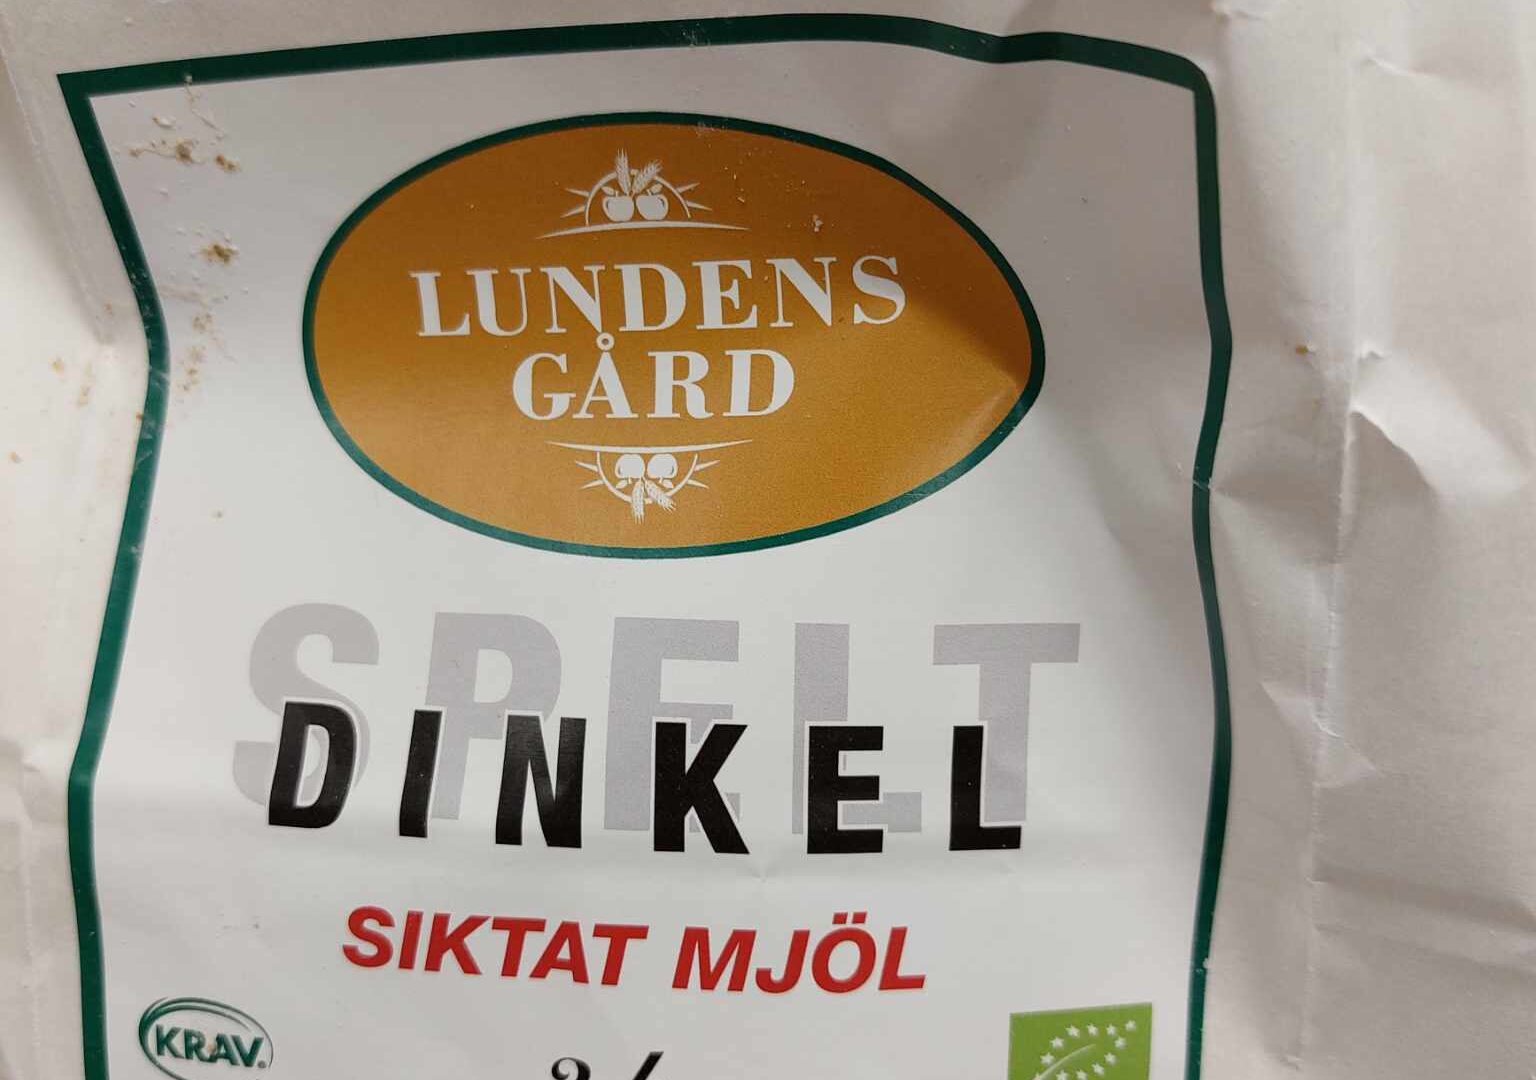 LUNDENS
GÅRD
SPELT
DINKEL
SIKTAT MJÖL
KRAV